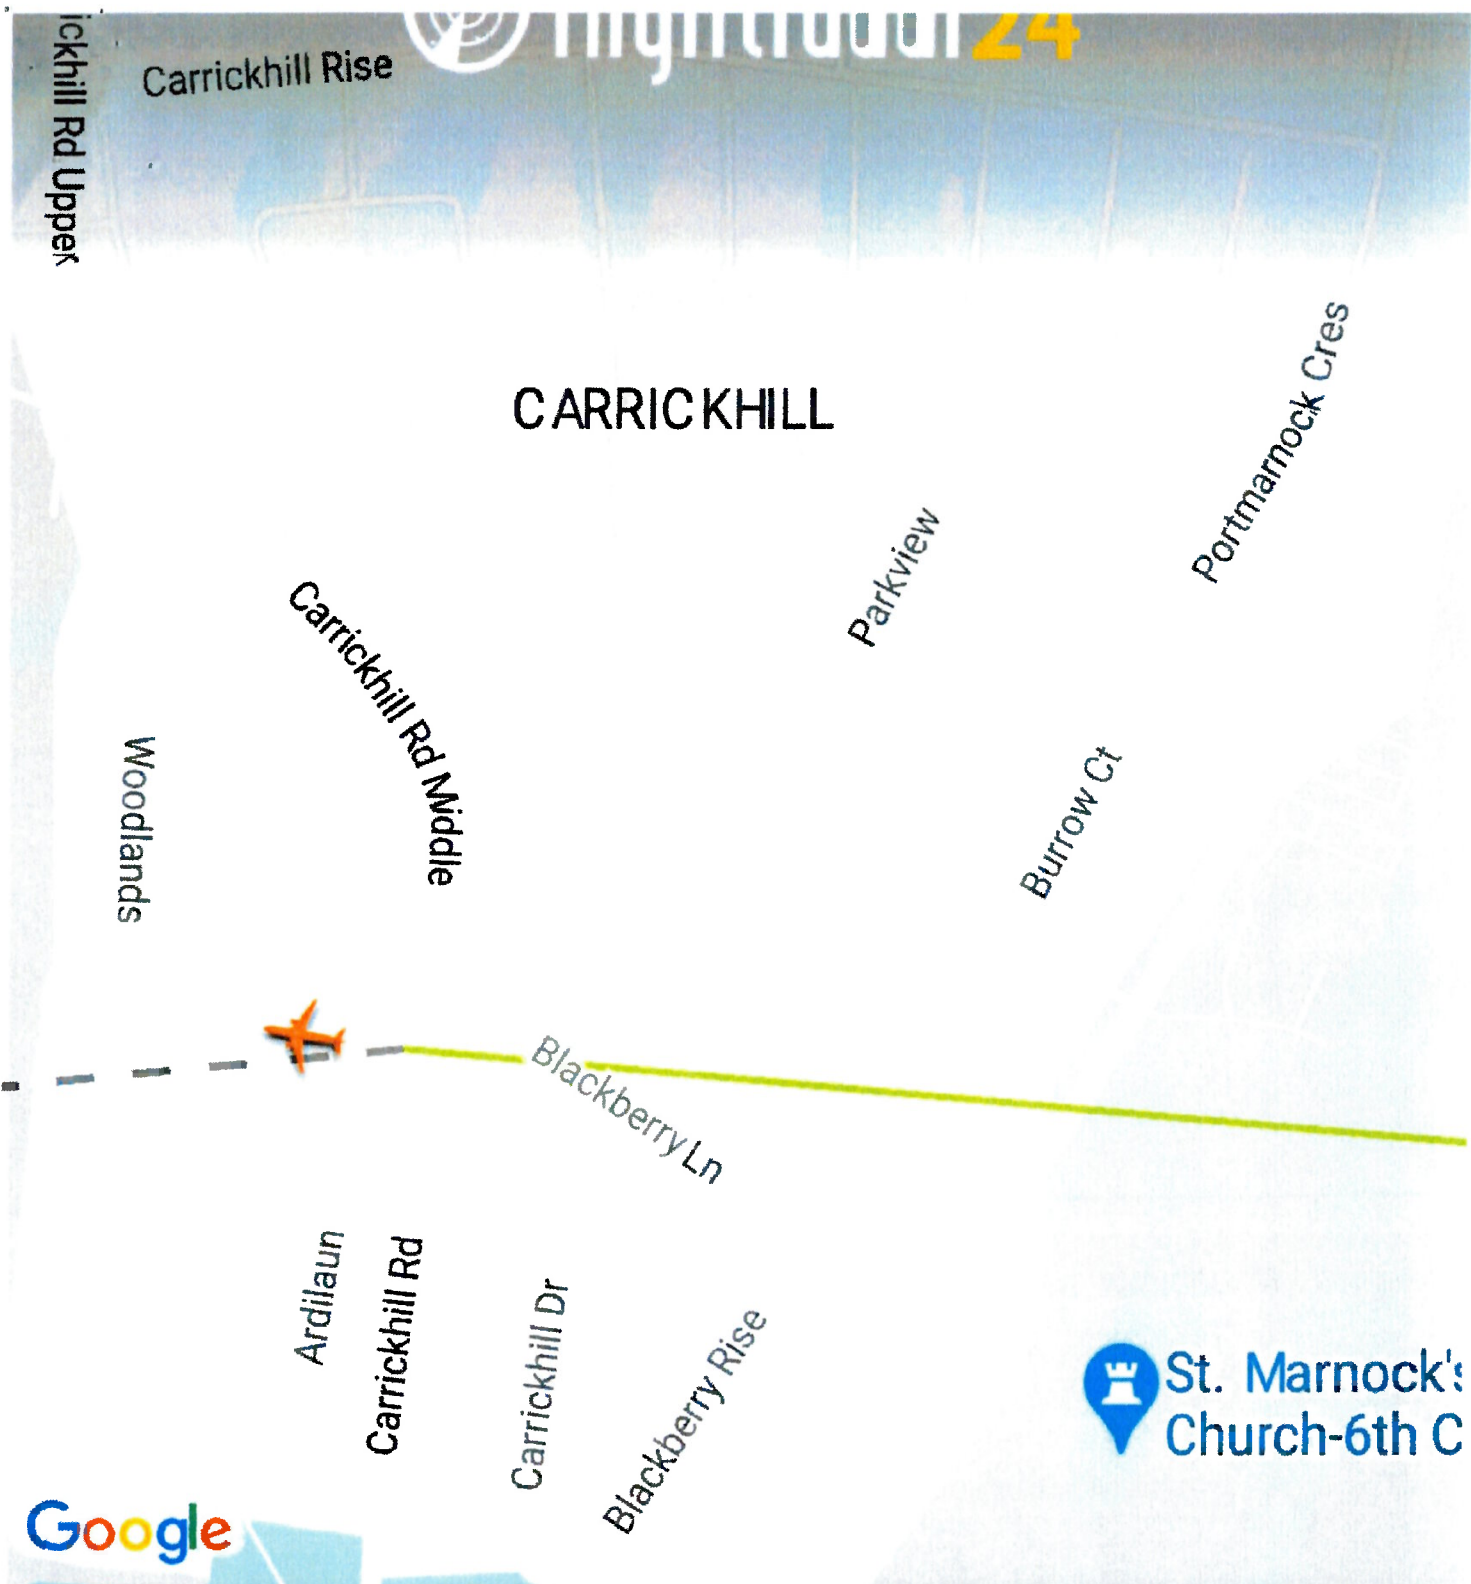 flightradar24
ickhill Rd Upper
Carrickhill Rise
CARRICKHILL
Portmarnock Cres
Parkview
Carrickhill Rd Middle
Woodlands
Burrow Ct
Blackberry Ln
Ardilaun
Carrickhill Rd
Carrickhill Dr
Blackberry Rise
St. Marnock's
Church-6th C
Google